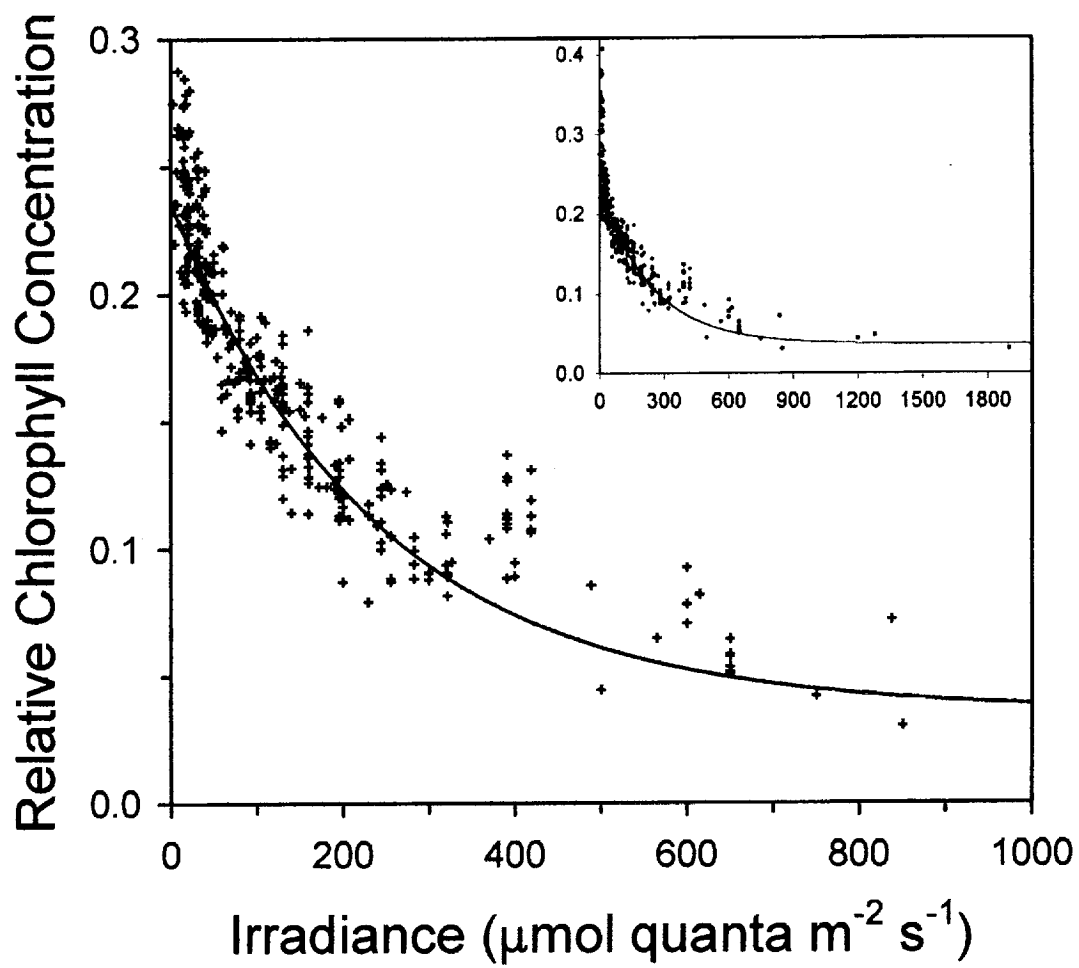 Relative Chlorophyll Concentration
0.3
0.2
0.1
0.0
0 200 400 600 800 1000
Irradiance (μmol quanta m⁻² s⁻¹)
0.4
0.3
0.2
0.1
0.0
0 300 600 900 1200 1500 1800